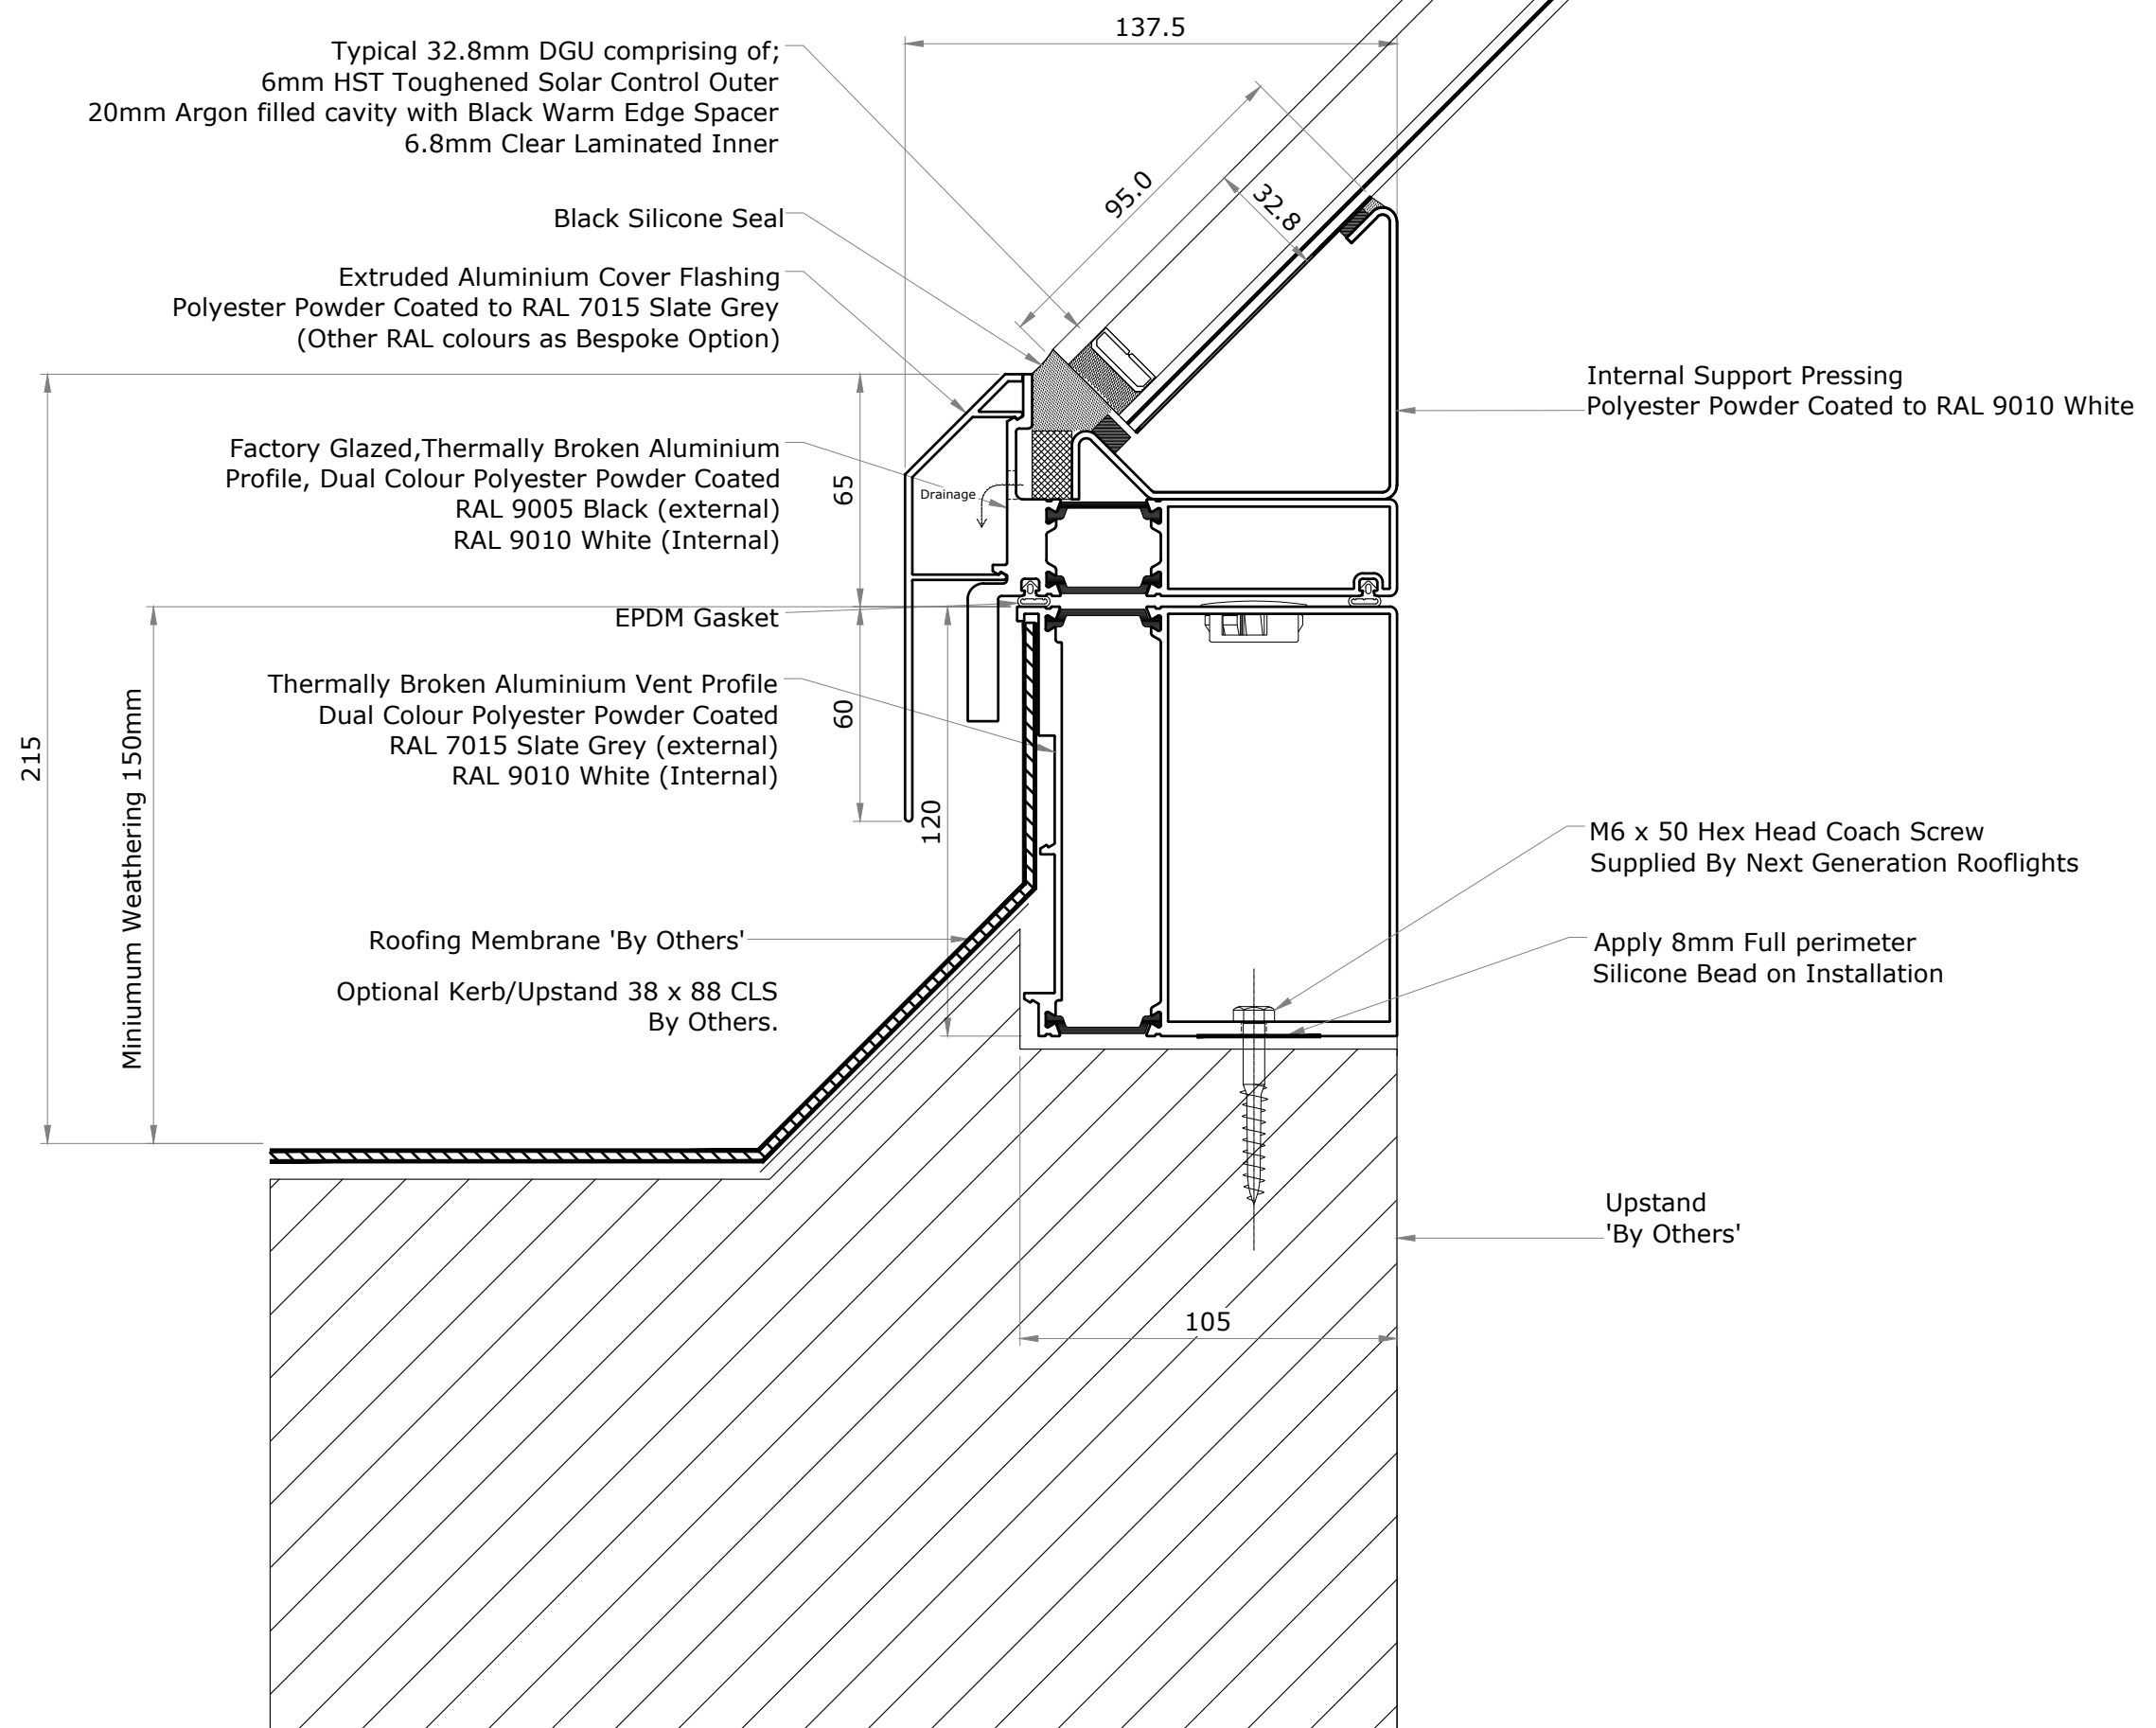 137.5
Typical 32.8mm DGU comprising of;
6mm HST Toughened Solar Control Outer
20mm Argon filled cavity with Black Warm Edge Spacer
6.8mm Clear Laminated Inner
95.0
32.8
Black Silicone Seal
Extruded Aluminium Cover Flashing
Polyester Powder Coated to RAL 7015 Slate Grey
(Other RAL colours as Bespoke Option)
Internal Support Pressing
Polyester Powder Coated to RAL 9010 White
Factory Glazed,Thermally Broken Aluminium
Profile, Dual Colour Polyester Powder Coated
RAL 9005 Black (external)
RAL 9010 White (Internal)
65
Drainage
EPDM Gasket
Thermally Broken Aluminium Vent Profile
Dual Colour Polyester Powder Coated
RAL 7015 Slate Grey (external)
RAL 9010 White (Internal)
60
215
Miniumum Weathering 150mm
120
M6 x 50 Hex Head Coach Screw
Supplied By Next Generation Rooflights
Roofing Membrane 'By Others'
Apply 8mm Full perimeter
Silicone Bead on Installation
Optional Kerb/Upstand 38 x 88 CLS
By Others.
Upstand
'By Others'
105